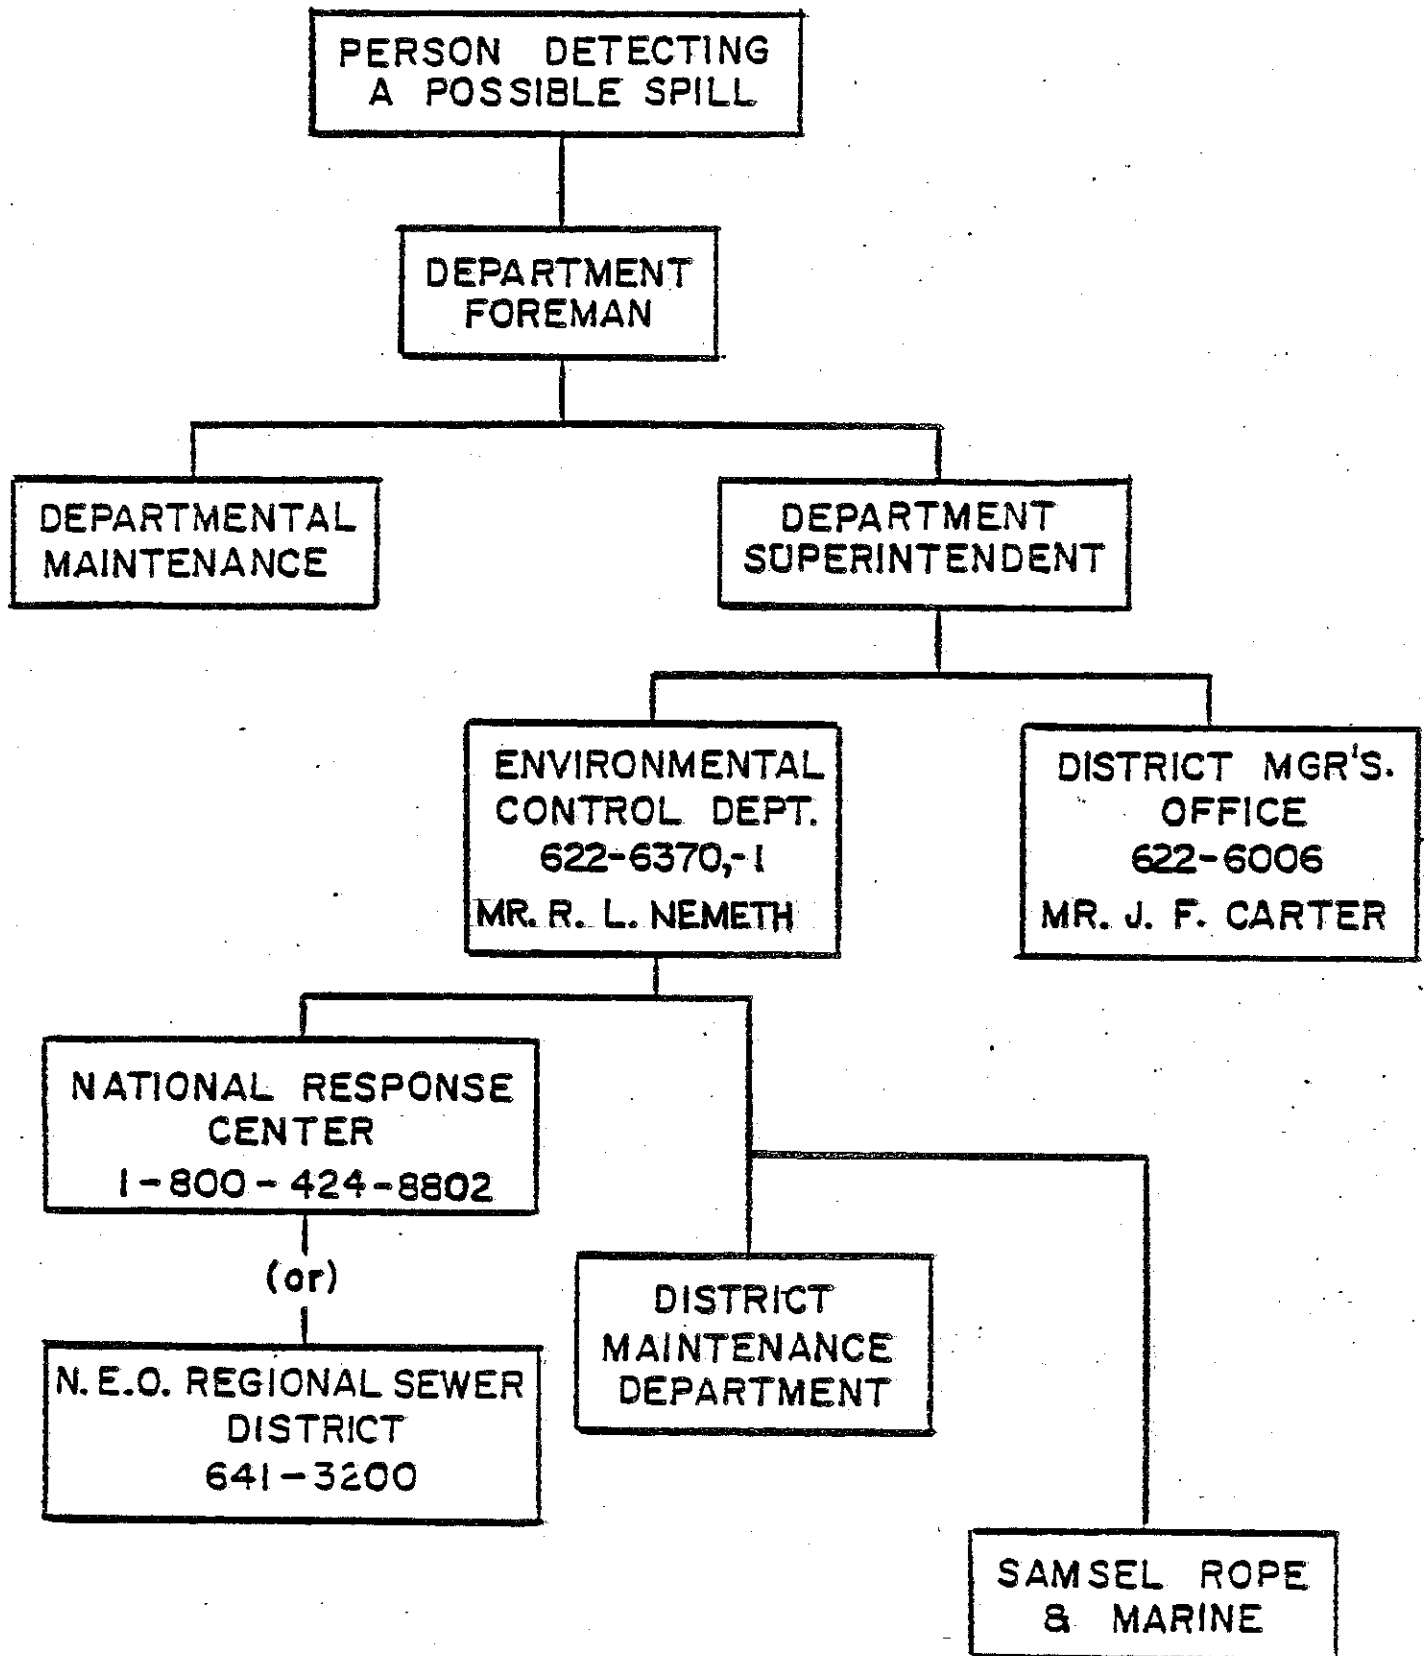 PERSON DETECTING
A POSSIBLE SPILL
DEPARTMENT
FOREMAN
DEPARTMENTAL
MAINTENANCE
DEPARTMENT
SUPERINTENDENT
ENVIRONMENTAL
CONTROL DEPT.
622-6370,-1
MR. R. L. NEMETH
DISTRICT MGR'S.
OFFICE
622-6006
MR. J. F. CARTER
NATIONAL RESPONSE
CENTER
1-800-424-8802
(or)
N.E.O. REGIONAL SEWER
DISTRICT
641-3200
DISTRICT
MAINTENANCE
DEPARTMENT
SAMSEL ROPE
& MARINE